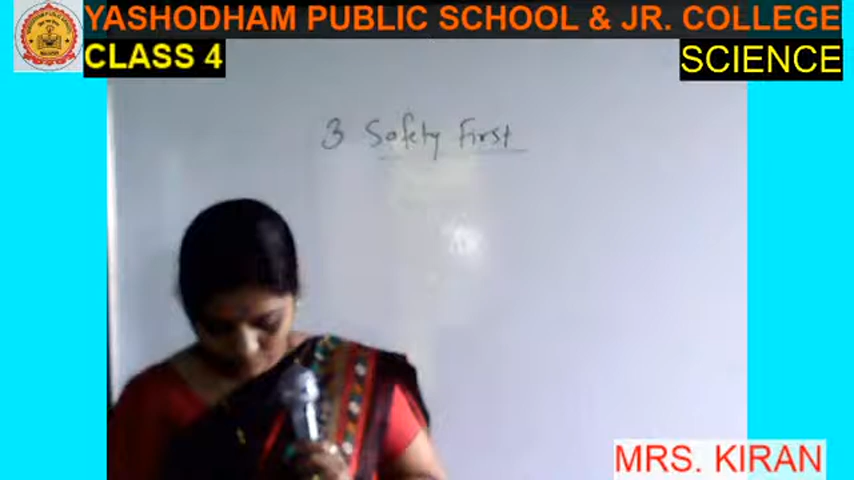 YASHODHAM PUBLIC SCHOOL & JR. COLLEGE
CLASS 4
SCIENCE
3 Safety First
MRS. KIRAN